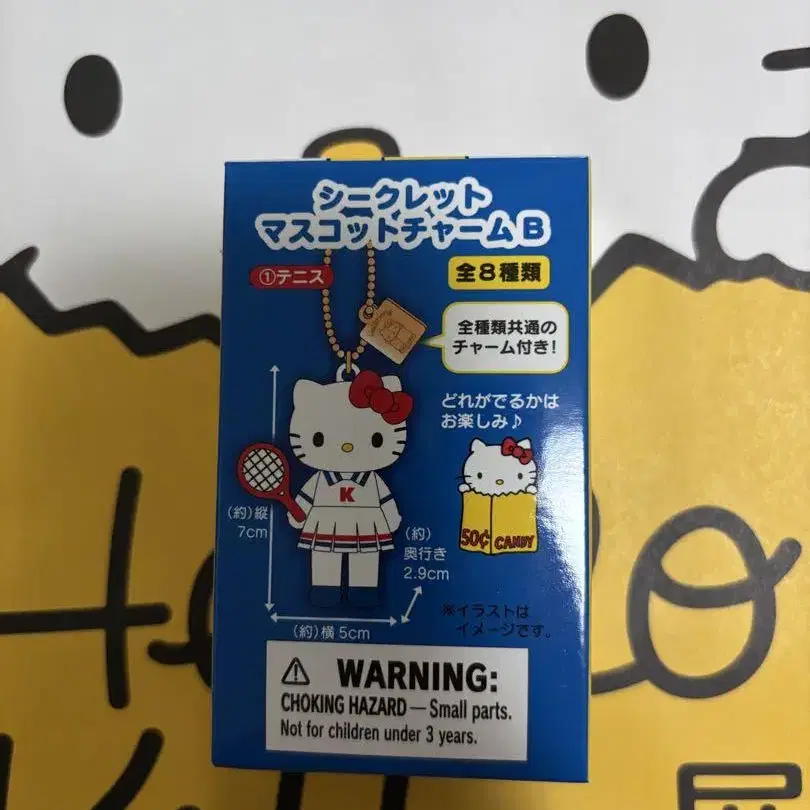 シークレット
マスコットチャームB
①テニス
全8種類
全種類共通の
チャーム付き!
どれがでるかは
お楽しみ♪
K
50¢ CANDY
(約)縦
7cm
(約)
奥行き
2.9cm
(約)横5cm
※イラストは
イメージです。
⚠ WARNING:
CHOKING HAZARD — Small parts.
Not for children under 3 years.